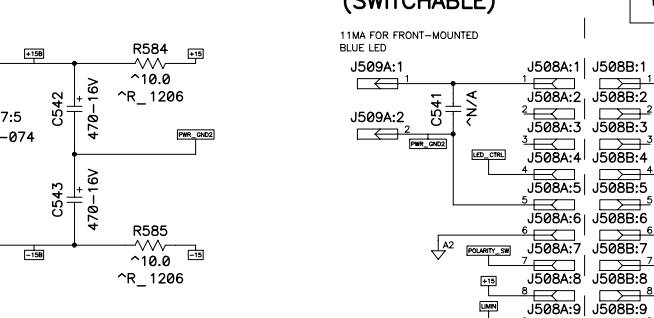 (SWITCHABLE)
11MA FOR FRONT-MOUNTED
BLUE LED
+15B
R584
+15
^10.0
^R_1206
C542
+
470-16V
7:5
-074
PWR_GND2
C543
+
470-16V
R585
-15B
-15
^10.0
^R_1206
J509A:1
1
J509A:2
2
PWR_GND2
C541
^N/A
LED_CTRL
A2
POLARITY_SW
+15
LIMIN
J508A:1
J508B:1
1
1
J508A:2
J508B:2
2
2
J508A:3
J508B:3
3
3
J508A:4
J508B:4
4
4
J508A:5
J508B:5
5
5
J508A:6
J508B:6
6
6
J508A:7
J508B:7
7
7
J508A:8
J508B:8
8
8
J508A:9
J508B:9